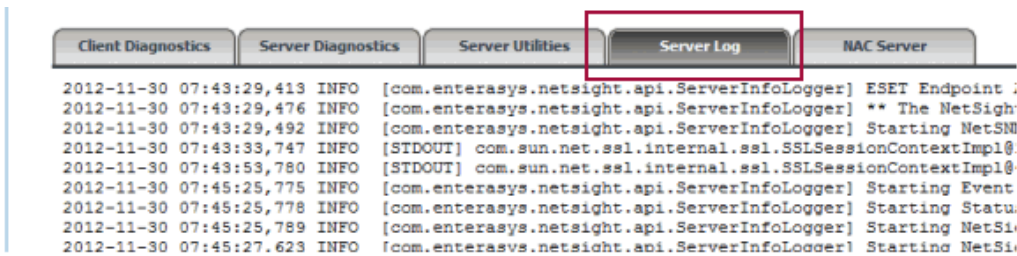 Client Diagnostics Server Diagnostics Server Utilities Server Log NAC Server
2012-11-30 07:43:29,413 INFO [com.enterasys.netsight.api.ServerInfoLogger] ESET Endpoint
2012-11-30 07:43:29,476 INFO [com.enterasys.netsight.api.ServerInfoLogger] ** The NetSight
2012-11-30 07:43:29,492 INFO [com.enterasys.netsight.api.ServerInfoLogger] Starting NetSNM
2012-11-30 07:43:33,747 INFO [STDOUT] com.sun.net.ssl.internal.ssl.SSLSessionContextImpl@
2012-11-30 07:43:53,780 INFO [STDOUT] com.sun.net.ssl.internal.ssl.SSLSessionContextImpl@
2012-11-30 07:45:25,775 INFO [com.enterasys.netsight.api.ServerInfoLogger] Starting Event
2012-11-30 07:45:25,778 INFO [com.enterasys.netsight.api.ServerInfoLogger] Starting Statu
2012-11-30 07:45:25,789 INFO [com.enterasys.netsight.api.ServerInfoLogger] Starting NetSi
2012-11-30 07:45:27,623 INFO [com.enterasys.netsight.api.ServerInfoLogger] Starting NetSi